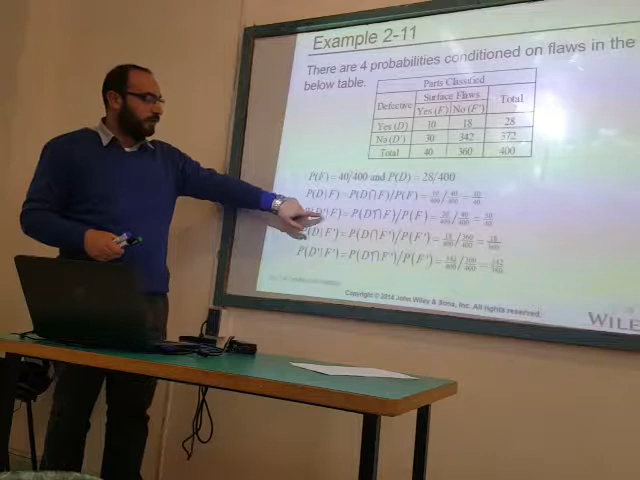 Example 2-11
There are 4 probabilities conditioned on flaws in the
below table.
Parts Classified
Defective Surface Flaws Total
Yes (F) No (F')
Yes (D) 10 18 28
No (D') 30 342 372
Total 40 360 400
P(F) = 40/400 and P(D) = 28/400
P(D|F) = P(D∩F)/P(F) = 10/400 / 40/400 = 10/40
P(D'|F) = P(D'∩F)/P(F) = 30/400 / 40/400 = 30/40
P(D|F') = P(D∩F')/P(F') = 18/400 / 360/400 = 18/360
P(D'|F') = P(D'∩F')/P(F') = 342/400 / 360/400 = 342/360
Copyright © 2014 John Wiley & Sons, Inc. All rights reserved.
WILE